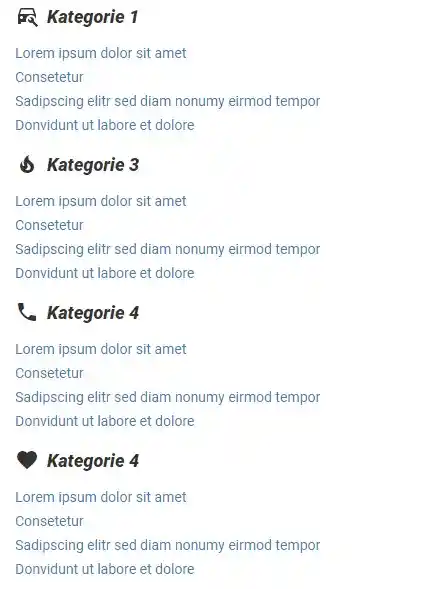 Kategorie 1
Lorem ipsum dolor sit amet
Consetetur
Sadipscing elitr sed diam nonumy eirmod tempor
Donvidunt ut labore et dolore
Kategorie 3
Lorem ipsum dolor sit amet
Consetetur
Sadipscing elitr sed diam nonumy eirmod tempor
Donvidunt ut labore et dolore
Kategorie 4
Lorem ipsum dolor sit amet
Consetetur
Sadipscing elitr sed diam nonumy eirmod tempor
Donvidunt ut labore et dolore
Kategorie 4
Lorem ipsum dolor sit amet
Consetetur
Sadipscing elitr sed diam nonumy eirmod tempor
Donvidunt ut labore et dolore